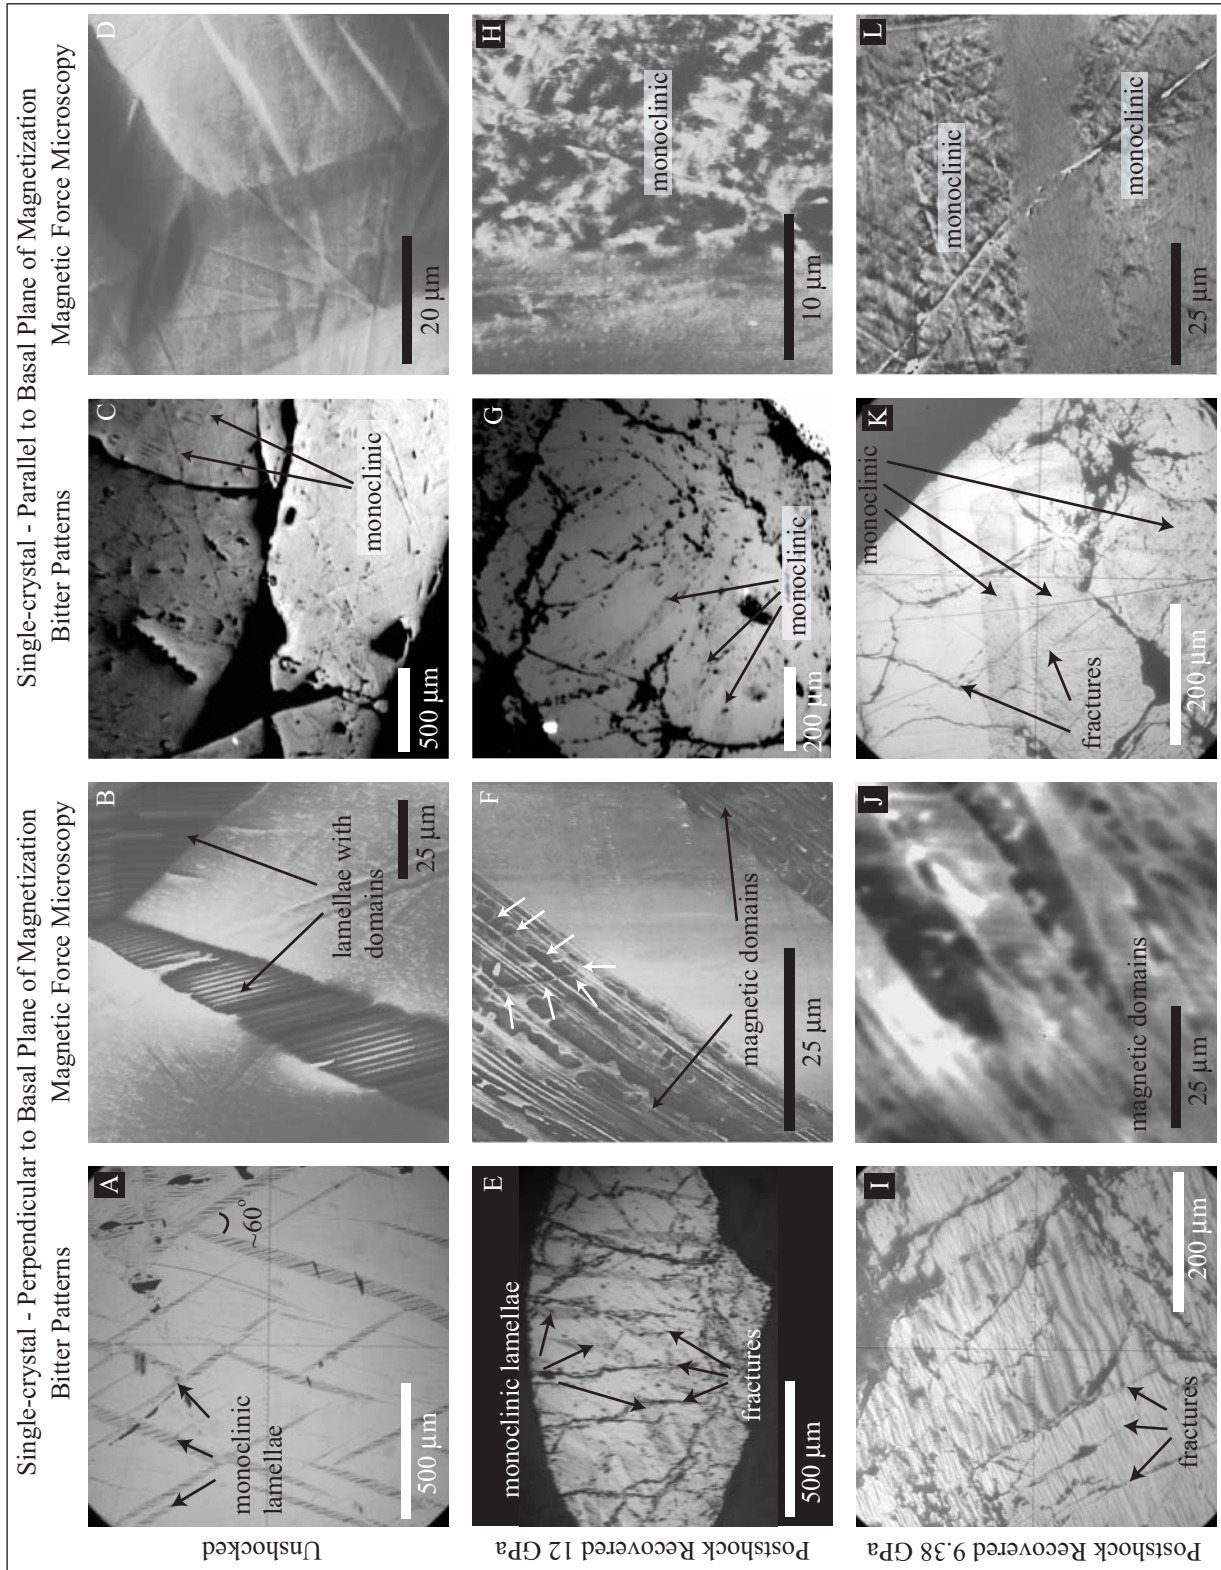 Single-crystal - Perpendicular to Basal Plane of Magnetization
Bitter Patterns
Magnetic Force Microscopy
Single-crystal - Parallel to Basal Plane of Magnetization
Bitter Patterns
Magnetic Force Microscopy
Unshocked
A
monoclinic
lamellae
~60°
500 µm
B
lamellae with
domains
25 µm
C
monoclinic
500 µm
D
20 µm
Postshock Recovered 12 GPa
E
monoclinic lamellae
fractures
500 µm
F
magnetic domains
25 µm
G
monoclinic
200 µm
H
monoclinic
10 µm
Postshock Recovered 9.38 GPa
I
fractures
200 µm
J
magnetic domains
25 µm
K
monoclinic
fractures
200 µm
L
monoclinic
monoclinic
25 µm